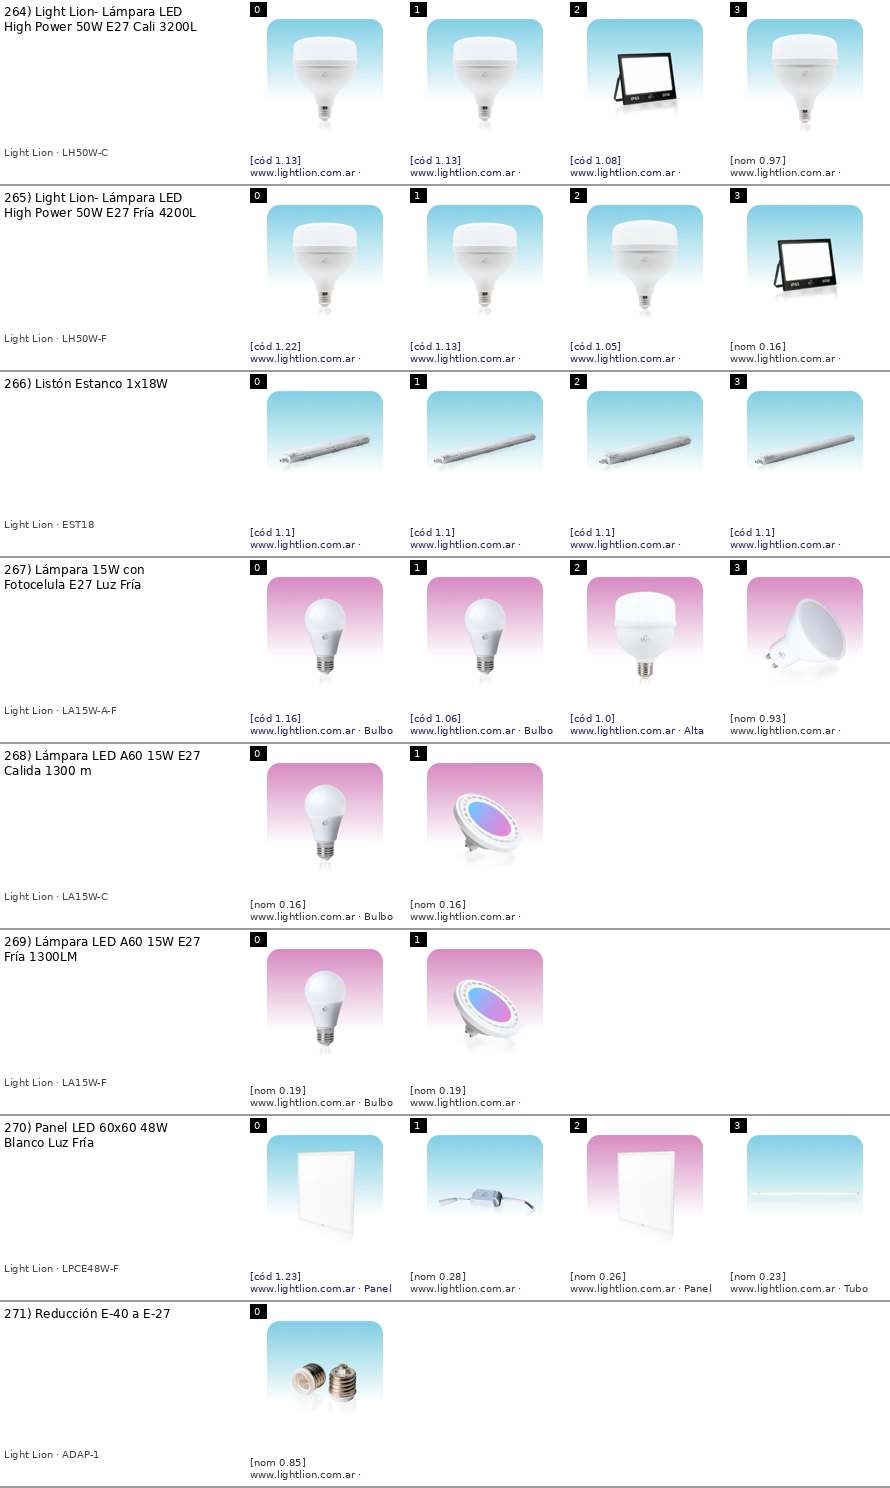 264) Light Lion- Lámpara LED
High Power 50W E27 Cali 3200L
Light Lion · LH50W-C
0
[cód 1.13]
www.lightlion.com.ar ·
1
[cód 1.13]
www.lightlion.com.ar ·
2
[cód 1.08]
www.lightlion.com.ar ·
3
[nom 0.97]
www.lightlion.com.ar ·
265) Light Lion- Lámpara LED
High Power 50W E27 Fría 4200L
Light Lion · LH50W-F
0
[cód 1.22]
www.lightlion.com.ar ·
1
[cód 1.13]
www.lightlion.com.ar ·
2
[cód 1.05]
www.lightlion.com.ar ·
3
[nom 0.16]
www.lightlion.com.ar ·
266) Listón Estanco 1x18W
Light Lion · EST18
0
[cód 1.1]
www.lightlion.com.ar ·
1
[cód 1.1]
www.lightlion.com.ar ·
2
[cód 1.1]
www.lightlion.com.ar ·
3
[cód 1.1]
www.lightlion.com.ar ·
267) Lámpara 15W con
Fotocelula E27 Luz Fría
Light Lion · LA15W-A-F
0
[cód 1.16]
www.lightlion.com.ar · Bulbo
1
[cód 1.06]
www.lightlion.com.ar · Bulbo
2
[cód 1.0]
www.lightlion.com.ar · Alta
3
[nom 0.93]
www.lightlion.com.ar ·
268) Lámpara LED A60 15W E27
Calida 1300 m
Light Lion · LA15W-C
0
[nom 0.16]
www.lightlion.com.ar · Bulbo
1
[nom 0.16]
www.lightlion.com.ar ·
269) Lámpara LED A60 15W E27
Fría 1300LM
Light Lion · LA15W-F
0
[nom 0.19]
www.lightlion.com.ar · Bulbo
1
[nom 0.19]
www.lightlion.com.ar ·
270) Panel LED 60x60 48W
Blanco Luz Fría
Light Lion · LPCE48W-F
0
[cód 1.23]
www.lightlion.com.ar · Panel
1
[nom 0.28]
www.lightlion.com.ar ·
2
[nom 0.26]
www.lightlion.com.ar · Panel
3
[nom 0.23]
www.lightlion.com.ar · Tubo
271) Reducción E-40 a E-27
Light Lion · ADAP-1
0
[nom 0.85]
www.lightlion.com.ar ·